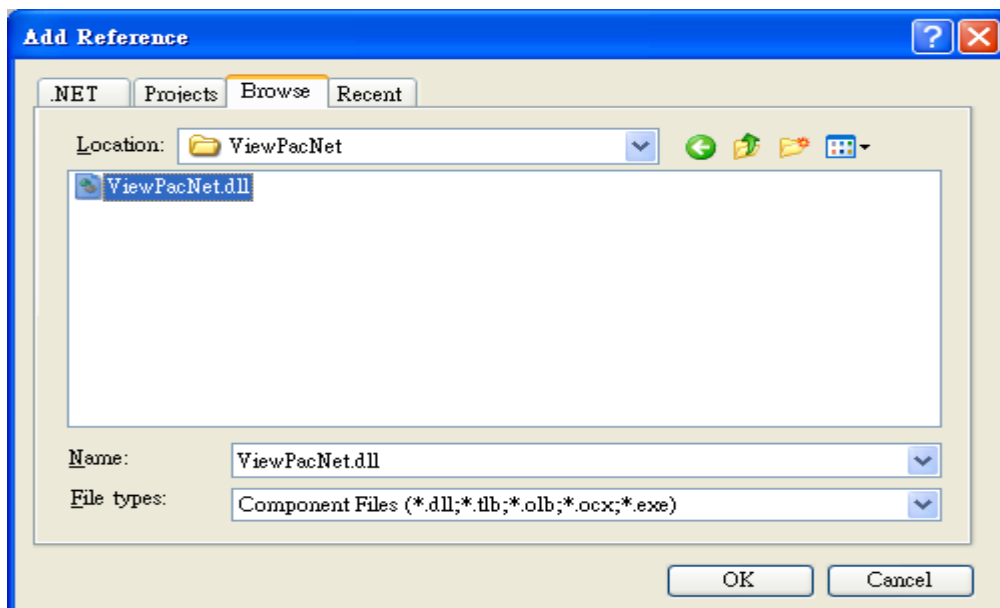 Add Reference
.NET Projects Browse Recent
Location: ViewPacNet
ViewPacNet.dll
Name: ViewPacNet.dll
File types: Component Files (*.dll;*.tlb;*.olb;*.ocx;*.exe)
OK Cancel